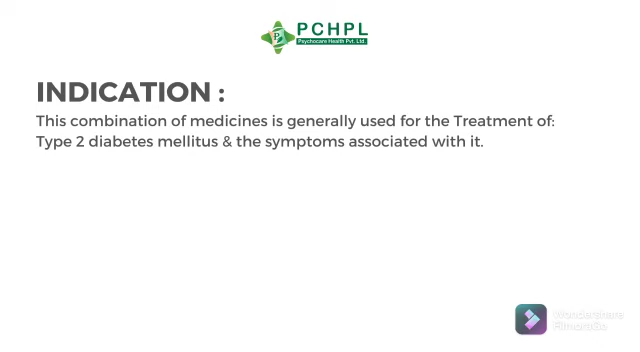 PCHPL
Psychocare Health Pvt. Ltd.
INDICATION :
This combination of medicines is generally used for the Treatment of:
Type 2 diabetes mellitus & the symptoms associated with it.
Wondershare
FilmoraGo